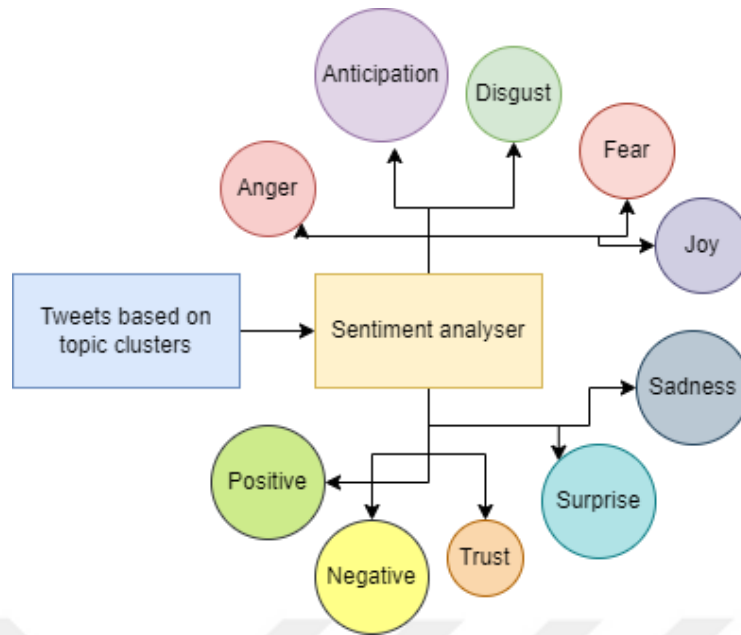 Anticipation
Disgust
Fear
Anger
Joy
Tweets based on
topic clusters
Sentiment analyser
Sadness
Positive
Surprise
Trust
Negative